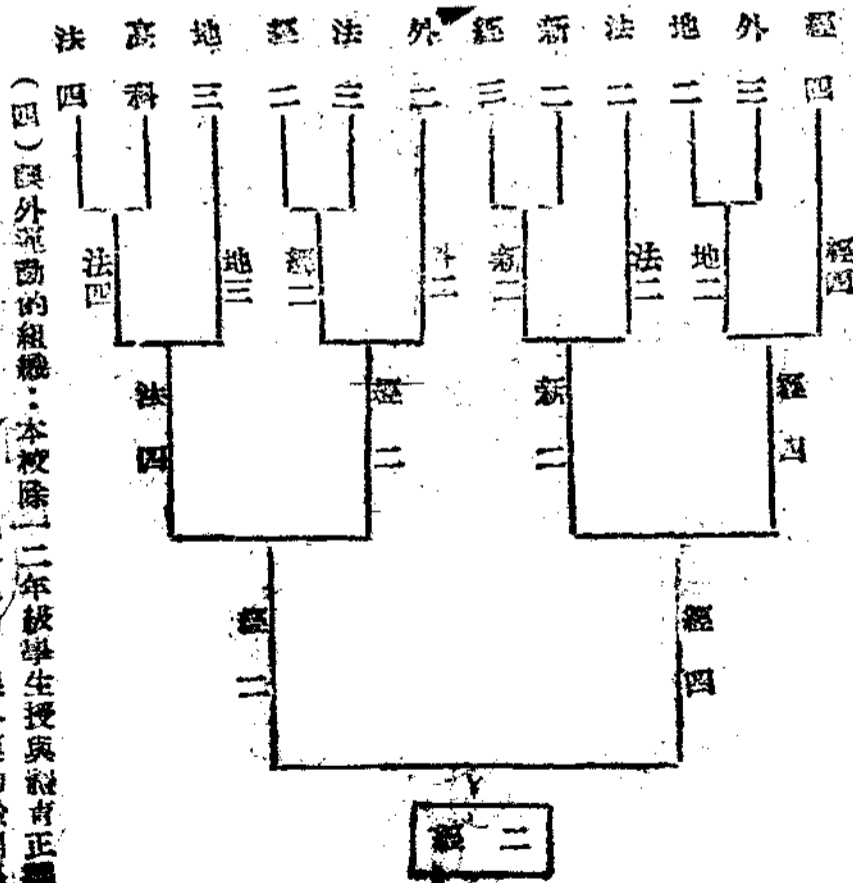 經四 外三 地二 法二 新二 經三 外二 法三 經二 地三 高科 法四
經四 地二 法二 新二 外二 經二 地三 法四
經四 新二 經二 法四
經四 經二
經二
(四)課外運動的組織：本校除一二年級學生授與體育正課